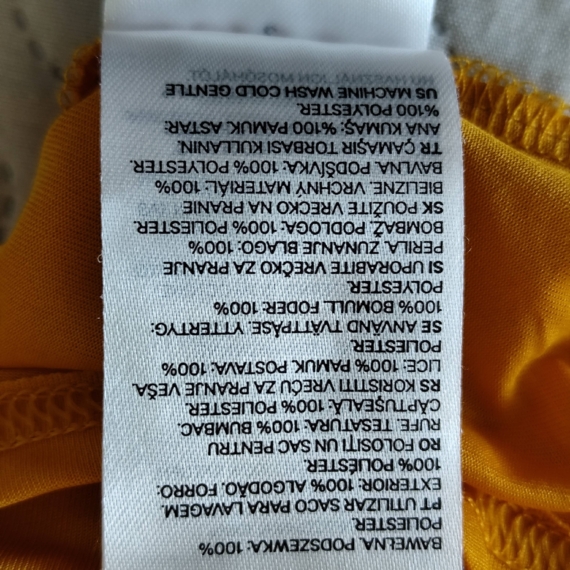 BAWEŁNA. PODSZEWKA: 100%
POLIESTER.
PT UTILIZAR SACO PARA LAVAGEM.
EXTERIOR: 100% ALGODÃO. FORRO:
100% POLIESTER.
RO FOLOSIȚI UN SAC PENTRU
RUFE. ȚESATURA: 100% BUMBAC.
CĂPTUȘEALĂ: 100% POLIESTER.
RS KORISTITI VREĆU ZA PRANJE VEŠA.
LICE: 100% PAMUK. POSTAVA: 100%
POLIESTER.
SE ANVÄND TVÄTTPÅSE. YTTERTYG:
100% BOMULL. FODER: 100%
POLYESTER.
SI UPORABITE VREČKO ZA PRANJE
PERILA. ZUNANJE BLAGO: 100%
BOMBAŽ. PODLOGA: 100% POLYESTER.
SK POUŽITE VRECKO NA PRANIE
BIELIZNE. VRCHNÝ MATERIÁL: 100%
BAVLNA. PODŠÍVKA: 100% POLYESTER.
TR ÇAMAŞIR TORBASI KULLANIN.
ANA KUMAŞ: %100 PAMUK. ASTAR:
%100 POLYESTER.
US MACHINE WASH COLD GENTLE